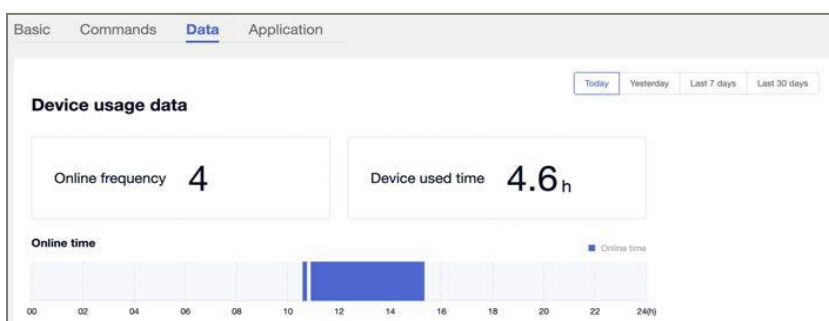 Basic Commands Data Application
Today Yesterday Last 7 days Last 30 days
Device usage data
Online frequency 4 Device used time 4.6 h
Online time Online time
00 02 04 06 08 10 12 14 16 18 20 22 24(h)